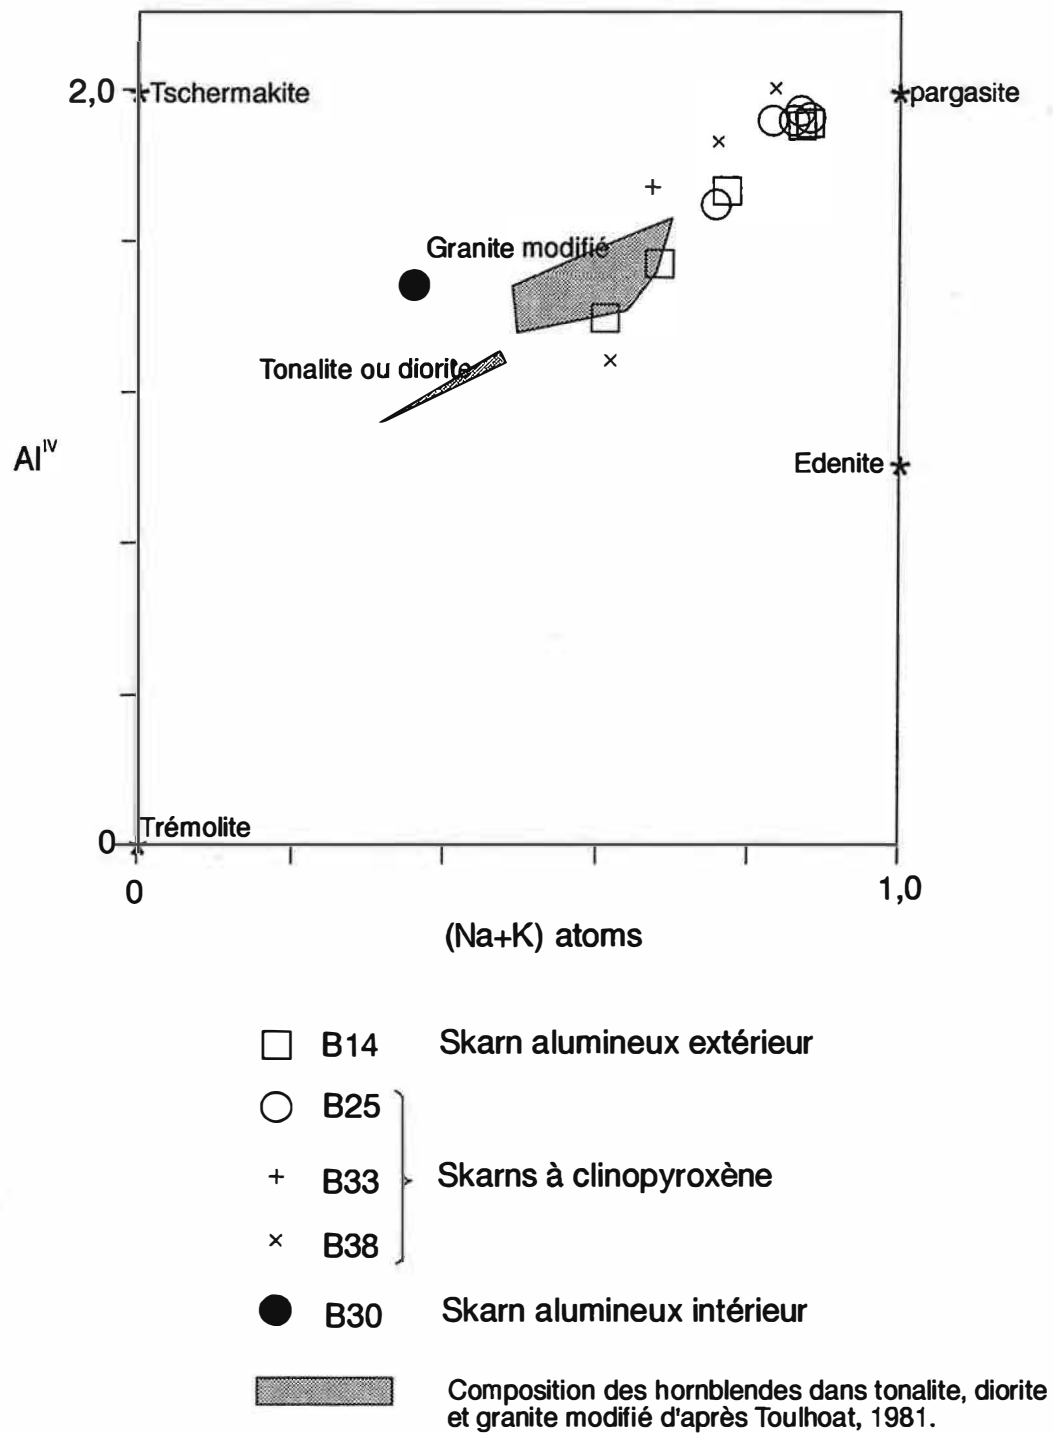 2,0
Tschermakite
pargasite
Granite modifié
Tonalite ou diorite
Al^IV
Edenite
Trémolite
0
0
1,0
(Na+K) atoms
B14 Skarn alumineux extérieur
B25
B33
Skarns à clinopyroxène
B38
B30 Skarn alumineux intérieur
Composition des hornblendes dans tonalite, diorite
et granite modifié d'après Toulhoat, 1981.